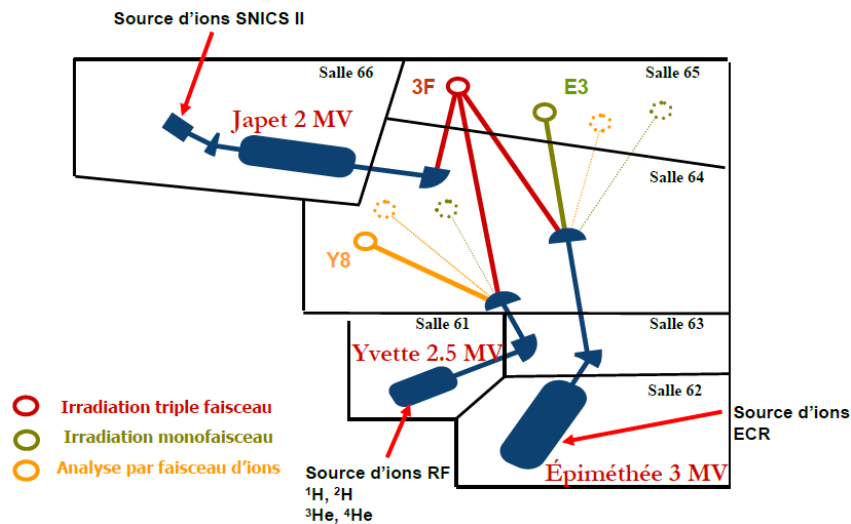 Source d'ions SNICS II
Salle 66
3F
E3
Salle 65
Japet 2 MV
Salle 64
Y8
Salle 61
Salle 63
Yvette 2.5 MV
Salle 62
Irradiation triple faisceau
Irradiation monofaisceau
Analyse par faisceau d'ions
Source d'ions
ECR
Source d'ions RF
¹H, ²H
³He, ⁴He
Épiméthée 3 MV